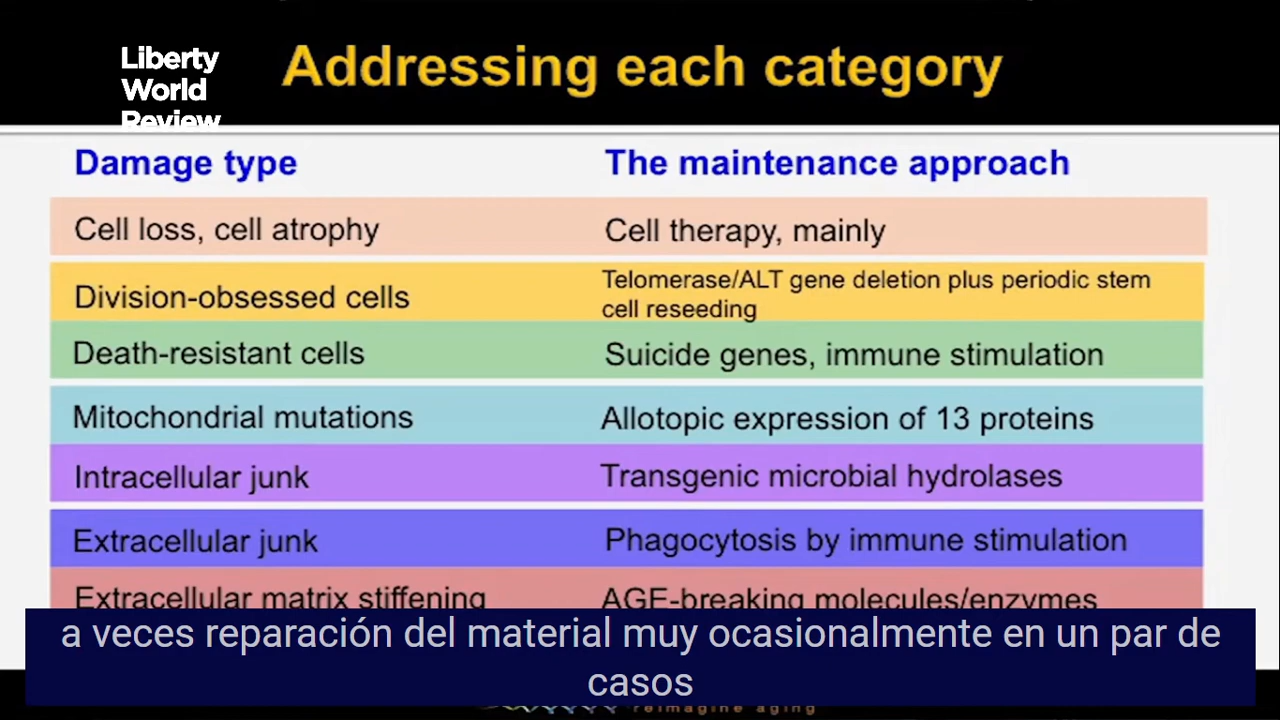 Liberty
World
Review
Addressing each category
Damage type
The maintenance approach
Cell loss, cell atrophy
Cell therapy, mainly
Division-obsessed cells
Telomerase/ALT gene deletion plus periodic stem
cell reseeding
Death-resistant cells
Suicide genes, immune stimulation
Mitochondrial mutations
Allotopic expression of 13 proteins
Intracellular junk
Transgenic microbial hydrolases
Extracellular junk
Phagocytosis by immune stimulation
Extracellular matrix stiffening
AGE-breaking molecules/enzymes
a veces reparación del material muy ocasionalmente en un par de
casos
reimagine aging